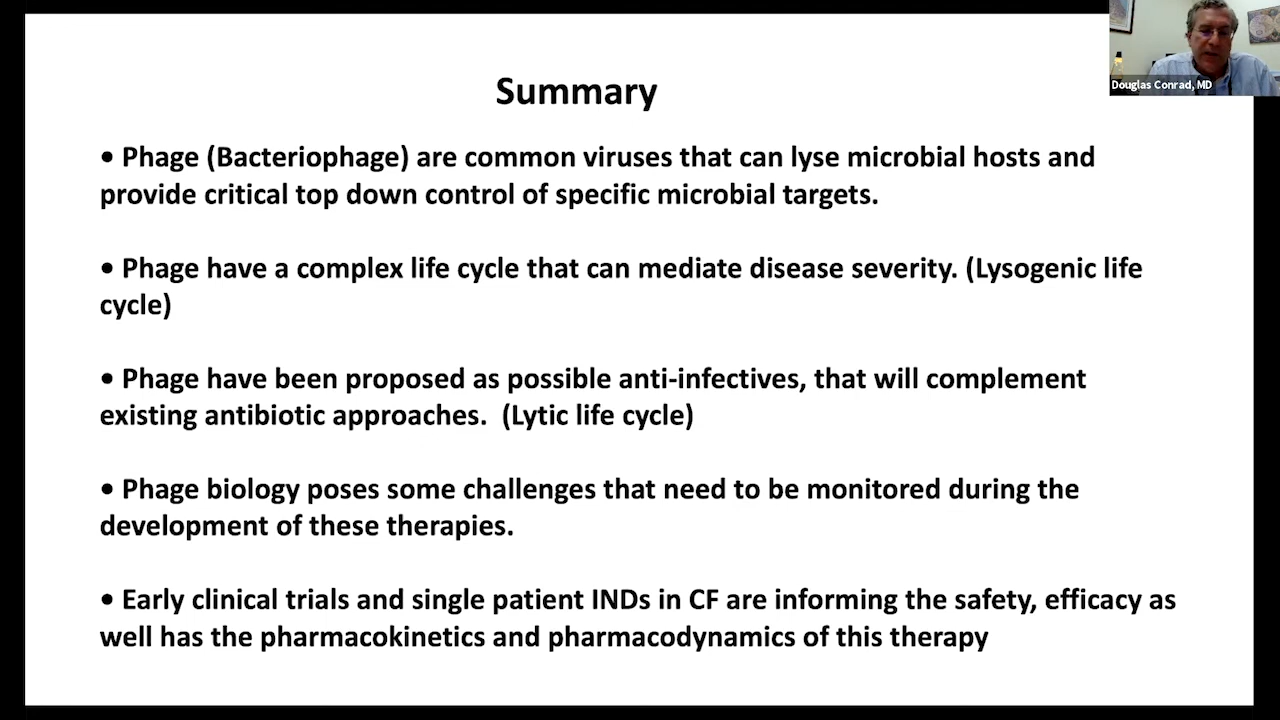 Douglas Conrad, MD
Summary
• Phage (Bacteriophage) are common viruses that can lyse microbial hosts and
provide critical top down control of specific microbial targets.
• Phage have a complex life cycle that can mediate disease severity. (Lysogenic life
cycle)
• Phage have been proposed as possible anti-infectives, that will complement
existing antibiotic approaches.  (Lytic life cycle)
• Phage biology poses some challenges that need to be monitored during the
development of these therapies.
• Early clinical trials and single patient INDs in CF are informing the safety, efficacy as
well has the pharmacokinetics and pharmacodynamics of this therapy